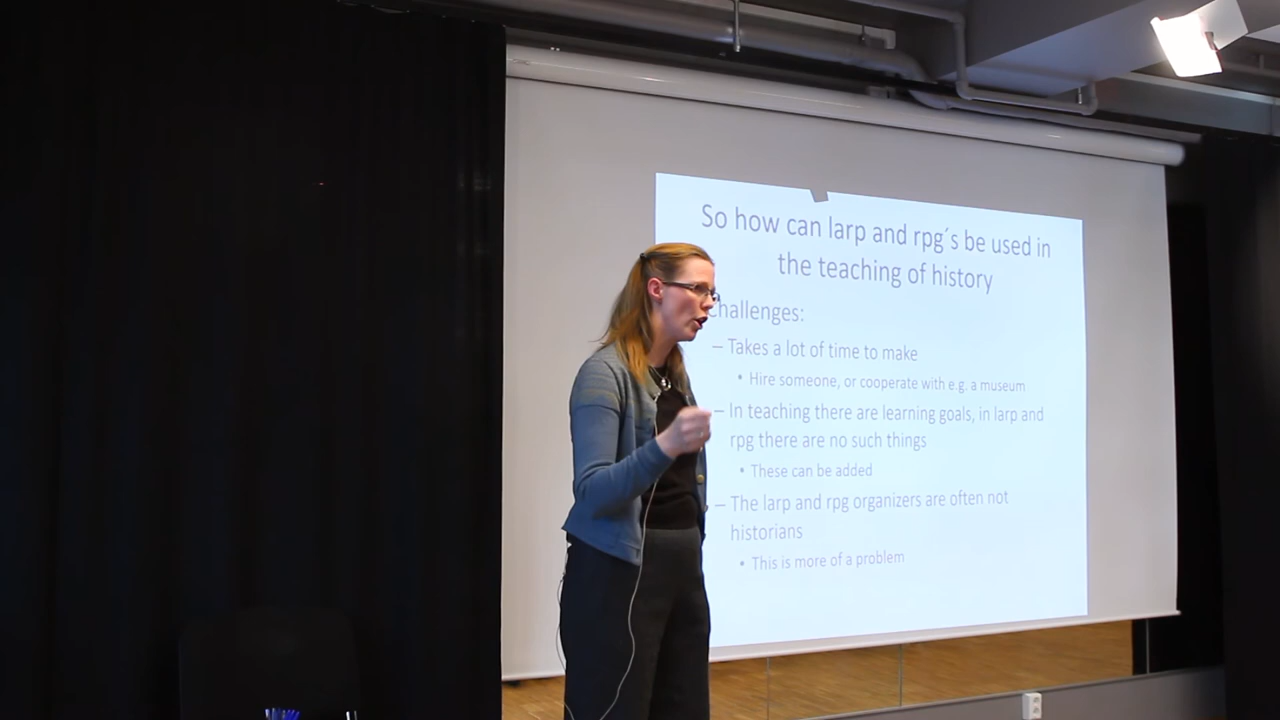 So how can larp and rpg´s be used in
the teaching of history
Challenges:
– Takes a lot of time to make
• Hire someone, or cooperate with e.g. a museum
– In teaching there are learning goals, in larp and
rpg there are no such things
• These can be added
– The larp and rpg organizers are often not
historians
• This is more of a problem